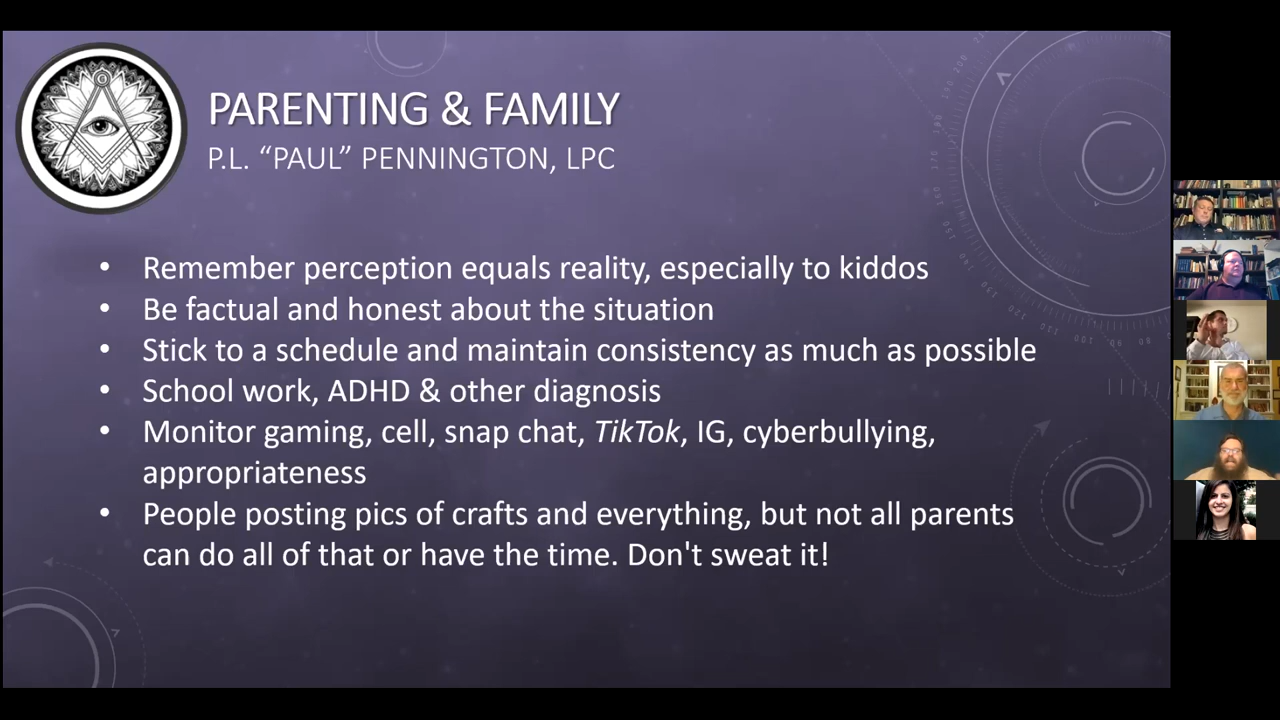 PARENTING & FAMILY
P.L. “PAUL” PENNINGTON, LPC
• Remember perception equals reality, especially to kiddos
• Be factual and honest about the situation
• Stick to a schedule and maintain consistency as much as possible
• School work, ADHD & other diagnosis
• Monitor gaming, cell, snap chat, TikTok, IG, cyberbullying,
appropriateness
• People posting pics of crafts and everything, but not all parents
can do all of that or have the time. Don't sweat it!